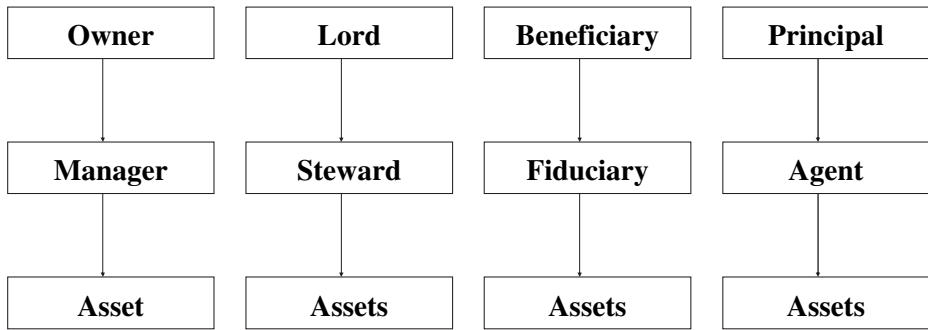 Owner Lord Beneficiary Principal
Manager Steward Fiduciary Agent
Asset Assets Assets Assets